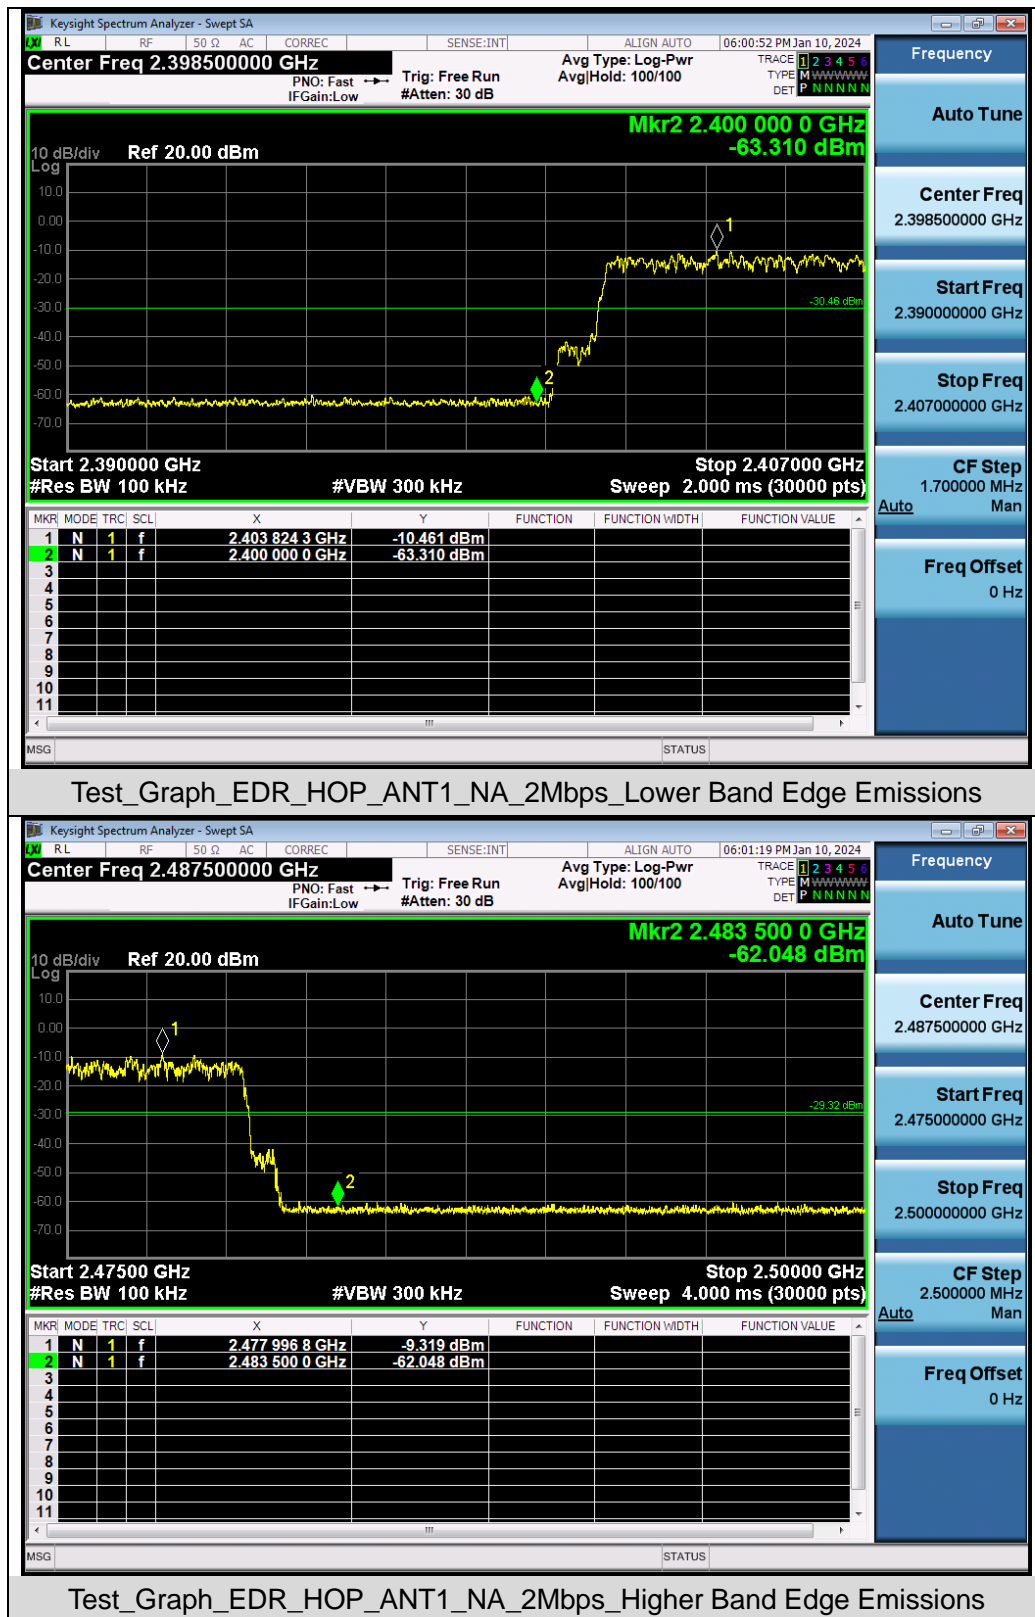 Keysight Spectrum Analyzer - Swept SA
LXI RL RF 50 Ω AC CORREC SENSE:INT ALIGN AUTO 06:00:52 PM Jan 10, 2024
Center Freq 2.398500000 GHz
PNO: Fast
IFGain:Low
Trig: Free Run
#Atten: 30 dB
Avg Type: Log-Pwr
Avg|Hold: 100/100
TRACE 1 2 3 4 5 6
TYPE M WWWWW
DET P N N N N N
Mkr2 2.400 000 0 GHz
-63.310 dBm
10 dB/div Ref 20.00 dBm
Log
10.0
0.00
-10.0
-20.0
-30.0
-40.0
-50.0
-60.0
-70.0
1
-30.46 dBm
2
Start 2.390000 GHz Stop 2.407000 GHz
#Res BW 100 kHz #VBW 300 kHz Sweep 2.000 ms (30000 pts)
MKR MODE TRC SCL X Y FUNCTION FUNCTION WIDTH FUNCTION VALUE
1 N 1 f 2.403 824 3 GHz -10.461 dBm
2 N 1 f 2.400 000 0 GHz -63.310 dBm
3
4
5
6
7
8
9
10
11
MSG STATUS
Frequency
Auto Tune
Center Freq
2.398500000 GHz
Start Freq
2.390000000 GHz
Stop Freq
2.407000000 GHz
CF Step
1.700000 MHz
Auto Man
Freq Offset
0 Hz
Test_Graph_EDR_HOP_ANT1_NA_2Mbps_Lower Band Edge Emissions
Keysight Spectrum Analyzer - Swept SA
LXI RL RF 50 Ω AC CORREC SENSE:INT ALIGN AUTO 06:01:19 PM Jan 10, 2024
Center Freq 2.487500000 GHz
PNO: Fast
IFGain:Low
Trig: Free Run
#Atten: 30 dB
Avg Type: Log-Pwr
Avg|Hold: 100/100
TRACE 1 2 3 4 5 6
TYPE M WWWWW
DET P N N N N N
Mkr2 2.483 500 0 GHz
-62.048 dBm
10 dB/div Ref 20.00 dBm
Log
10.0
0.00
-10.0
-20.0
-30.0
-40.0
-50.0
-60.0
-70.0
1
-29.32 dBm
2
Start 2.47500 GHz Stop 2.50000 GHz
#Res BW 100 kHz #VBW 300 kHz Sweep 4.000 ms (30000 pts)
MKR MODE TRC SCL X Y FUNCTION FUNCTION WIDTH FUNCTION VALUE
1 N 1 f 2.477 996 8 GHz -9.319 dBm
2 N 1 f 2.483 500 0 GHz -62.048 dBm
3
4
5
6
7
8
9
10
11
MSG STATUS
Frequency
Auto Tune
Center Freq
2.487500000 GHz
Start Freq
2.475000000 GHz
Stop Freq
2.500000000 GHz
CF Step
2.500000 MHz
Auto Man
Freq Offset
0 Hz
Test_Graph_EDR_HOP_ANT1_NA_2Mbps_Higher Band Edge Emissions